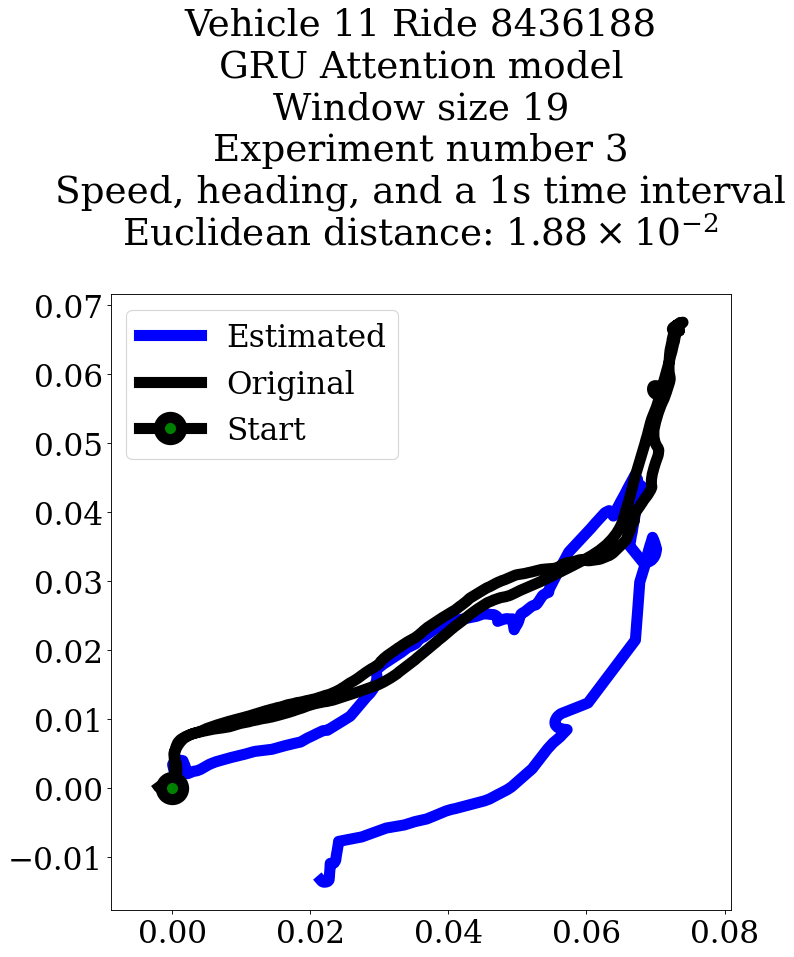 Vehicle 11 Ride 8436188
GRU Attention model
Window size 19
Experiment number 3
Speed, heading, and a 1s time interval
Euclidean distance: 1.88 × 10⁻²
0.07
0.06
0.05
0.04
0.03
0.02
0.01
0.00
−0.01
Estimated
Original
Start
0.00 0.02 0.04 0.06 0.08